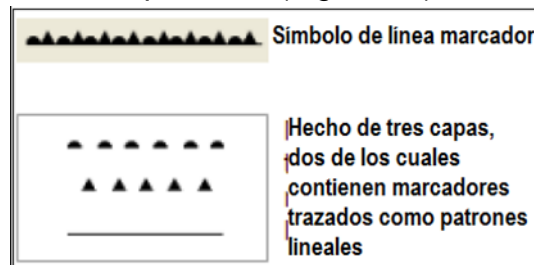 Símbolo de línea marcador
Hecho de tres capas,
dos de los cuales
contienen marcadores
trazados como patrones
lineales